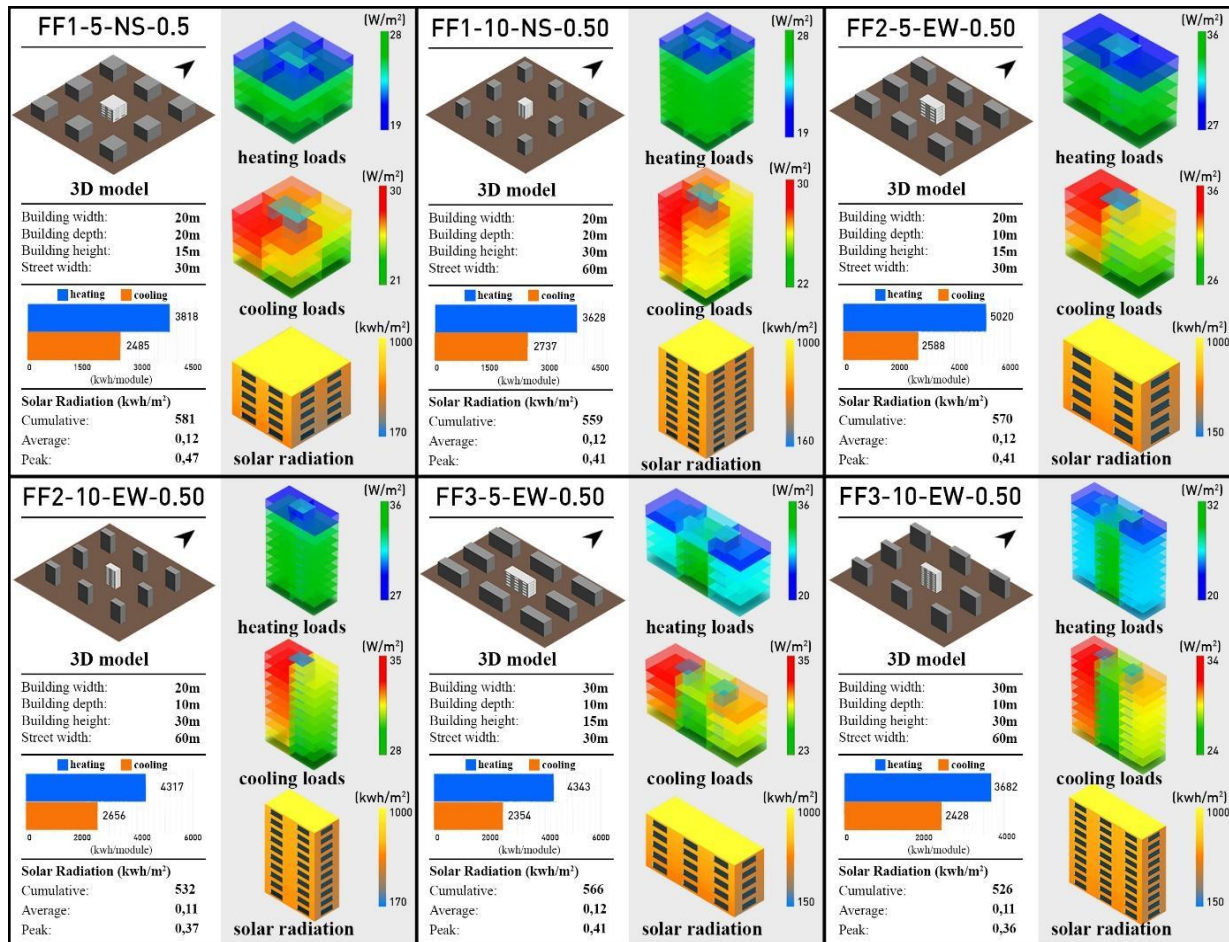 FF1-5-NS-0.5
3D model
Building width: 20m
Building depth: 20m
Building height: 15m
Street width: 30m
heating cooling
3818
2485
0 1000 3000 4500
(kwh/module)
Solar Radiation (kwh/m²)
Cumulative: 581
Average: 0,12
Peak: 0,47
(W/m²)
28
19
heating loads
30
21
cooling loads
(kwh/m²)
1000
170
solar radiation
FF1-10-NS-0.50
3D model
Building width: 20m
Building depth: 20m
Building height: 30m
Street width: 60m
heating cooling
3628
2737
0 1000 3000 4500
(kwh/module)
Solar Radiation (kwh/m²)
Cumulative: 559
Average: 0,12
Peak: 0,41
(W/m²)
28
19
heating loads
(W/m²)
30
22
cooling loads
(kwh/m²)
1000
160
solar radiation
FF2-5-EW-0.50
3D model
Building width: 20m
Building depth: 10m
Building height: 15m
Street width: 30m
heating cooling
5020
2588
0 2000 4000 6000
(kwh/module)
Solar Radiation (kwh/m²)
Cumulative: 570
Average: 0,12
Peak: 0,41
(W/m²)
36
27
heating loads
(W/m²)
36
26
cooling loads
(kwh/m²)
1000
150
solar radiation
FF2-10-EW-0.50
3D model
Building width: 20m
Building depth: 10m
Building height: 30m
Street width: 60m
heating cooling
4317
2656
0 2000 4000 6000
(kwh/module)
Solar Radiation (kwh/m²)
Cumulative: 532
Average: 0,11
Peak: 0,37
(W/m²)
36
27
heating loads
(W/m²)
35
28
cooling loads
(kwh/m²)
1000
170
solar radiation
FF3-5-EW-0.50
3D model
Building width: 30m
Building depth: 10m
Building height: 15m
Street width: 30m
heating cooling
4343
2354
0 2000 4000 6000
(kwh/module)
Solar Radiation (kwh/m²)
Cumulative: 566
Average: 0,12
Peak: 0,41
(W/m²)
36
20
heating loads
(W/m²)
35
23
cooling loads
(kwh/m²)
1000
150
solar radiation
FF3-10-EW-0.50
3D model
Building width: 30m
Building depth: 10m
Building height: 30m
Street width: 60m
heating cooling
3682
2428
0 2000 4000
(kwh/module)
Solar Radiation (kwh/m²)
Cumulative: 526
Average: 0,11
Peak: 0,36
(W/m²)
32
20
heating loads
(W/m²)
34
24
cooling loads
(kwh/m²)
1000
150
solar radiation